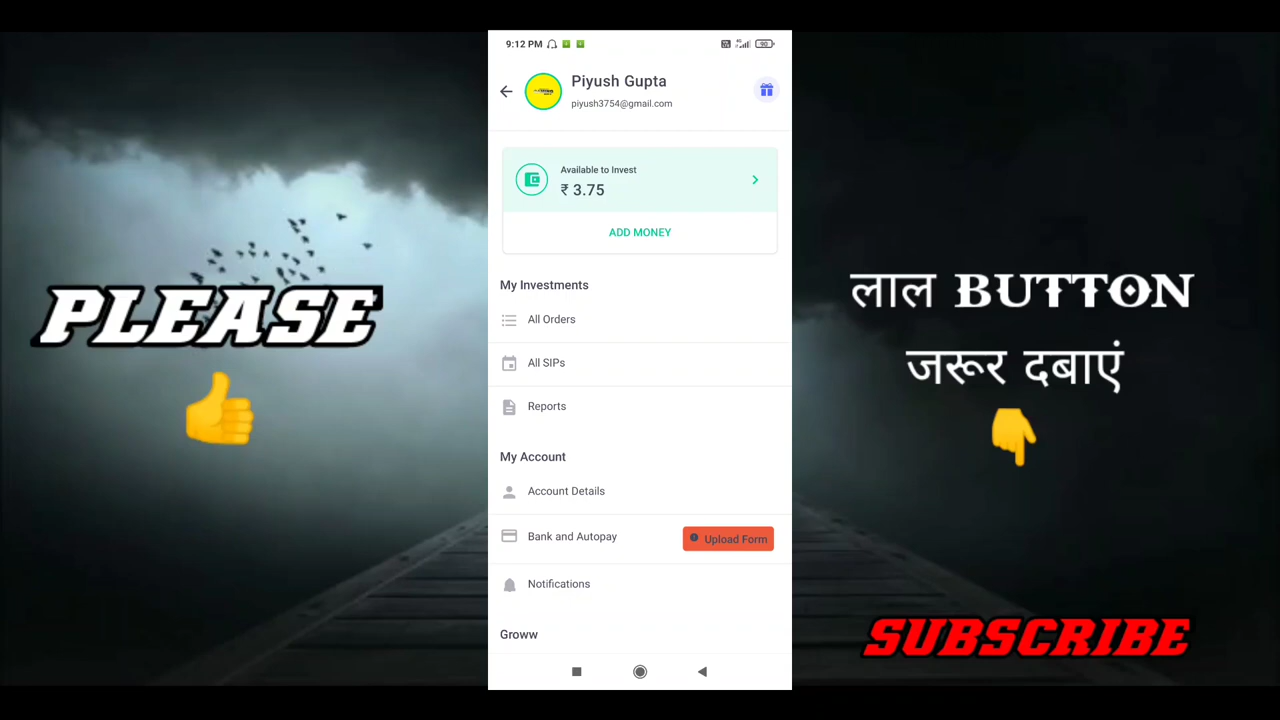 PLEASE
9:12 PM
4G
90
Piyush Gupta
piyush3754@gmail.com
Available to Invest
₹ 3.75
ADD MONEY
My Investments
All Orders
All SIPs
Reports
My Account
Account Details
Bank and Autopay
Upload Form
Notifications
Groww
लाल BUTTON
जरूर दबाएं
SUBSCRIBE